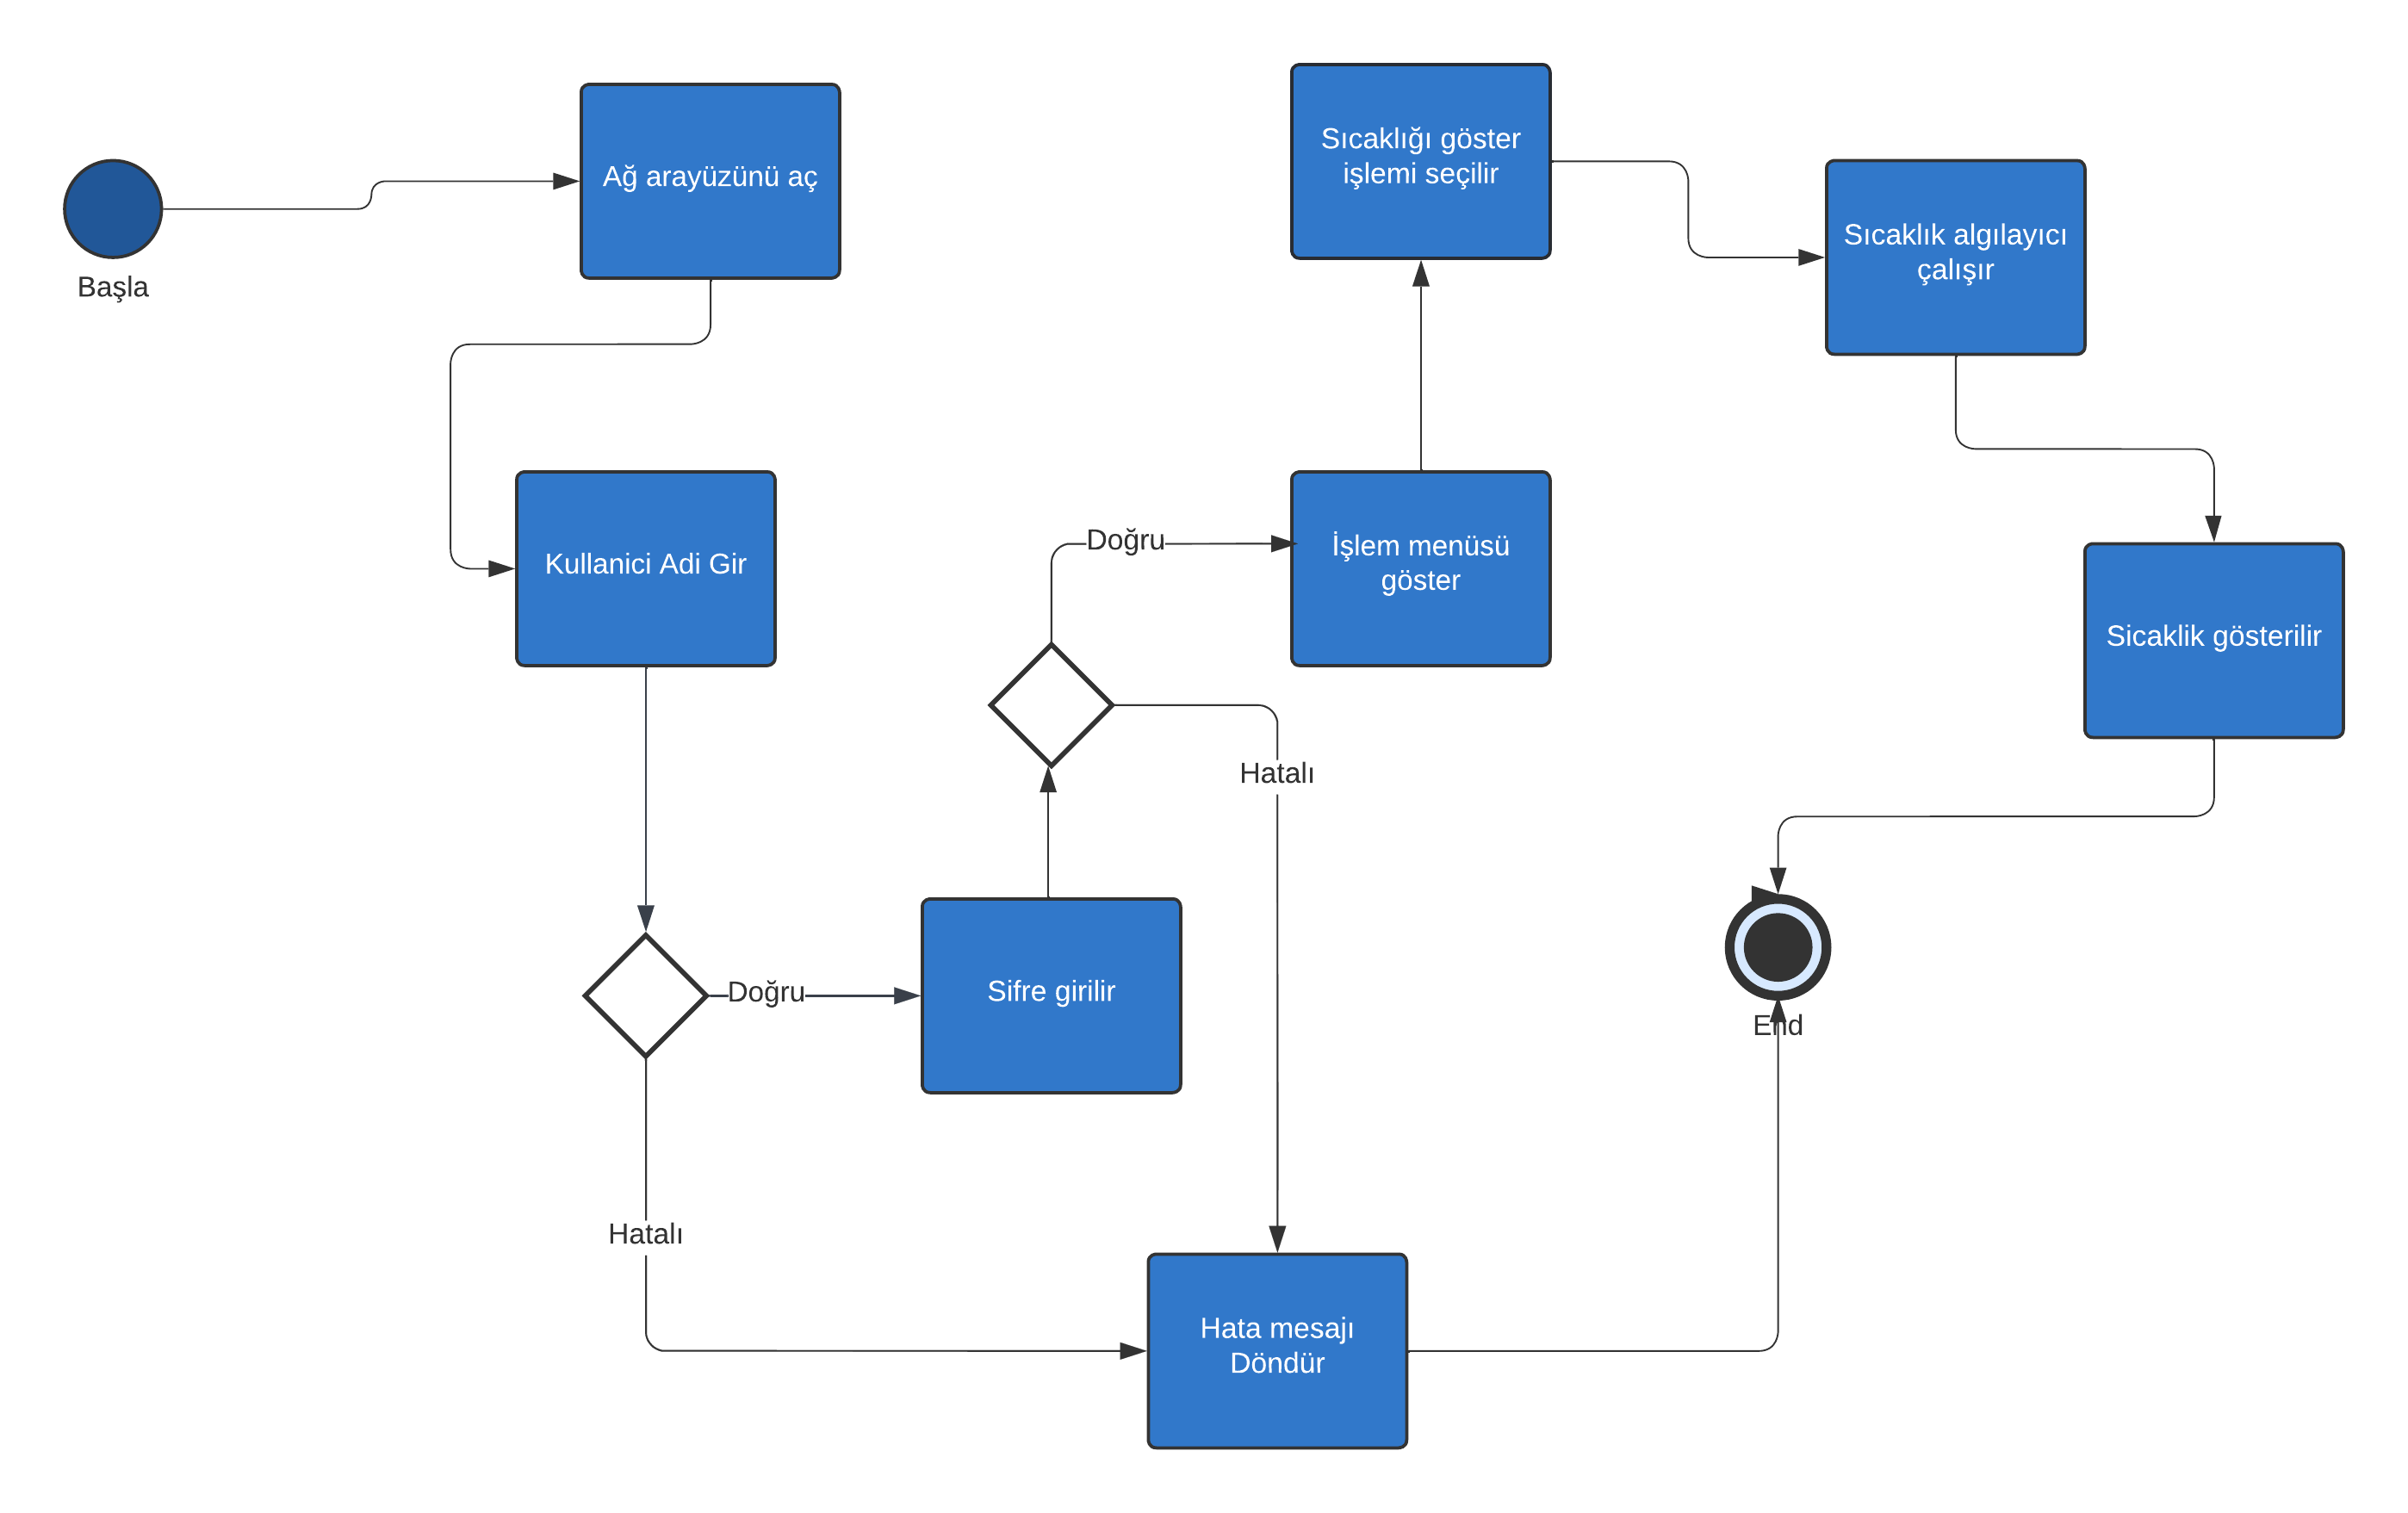 Başla
Ağ arayüzünü aç
Kullanici Adi Gir
Doğru
Hatalı
Sifre girilir
Doğru
Hatalı
İşlem menüsü
göster
Sıcaklığı göster
işlemi seçilir
Sıcaklık algılayıcı
çalışır
Sicaklik gösterilir
Hata mesajı
Döndür
End